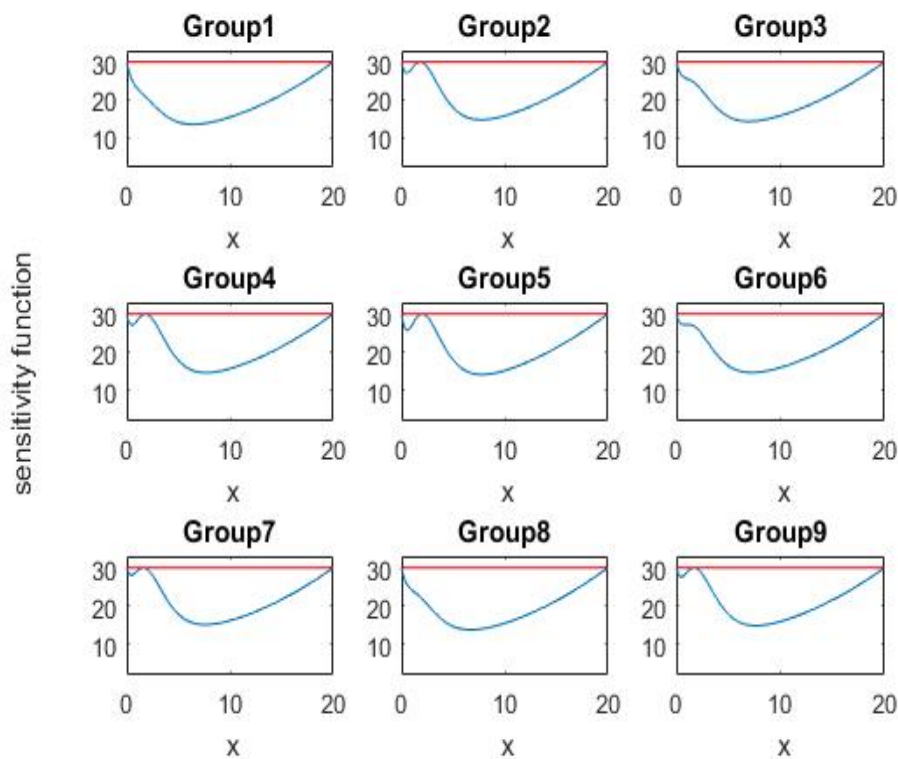 Group1 Group2 Group3
30 30 30
20 20 20
10 10 10
0 10 20 0 10 20 0 10 20
x x x
Group4 Group5 Group6
30 30 30
20 20 20
10 10 10
0 10 20 0 10 20 0 10 20
x x x
Group7 Group8 Group9
30 30 30
20 20 20
10 10 10
0 10 20 0 10 20 0 10 20
x x x
sensitivity function